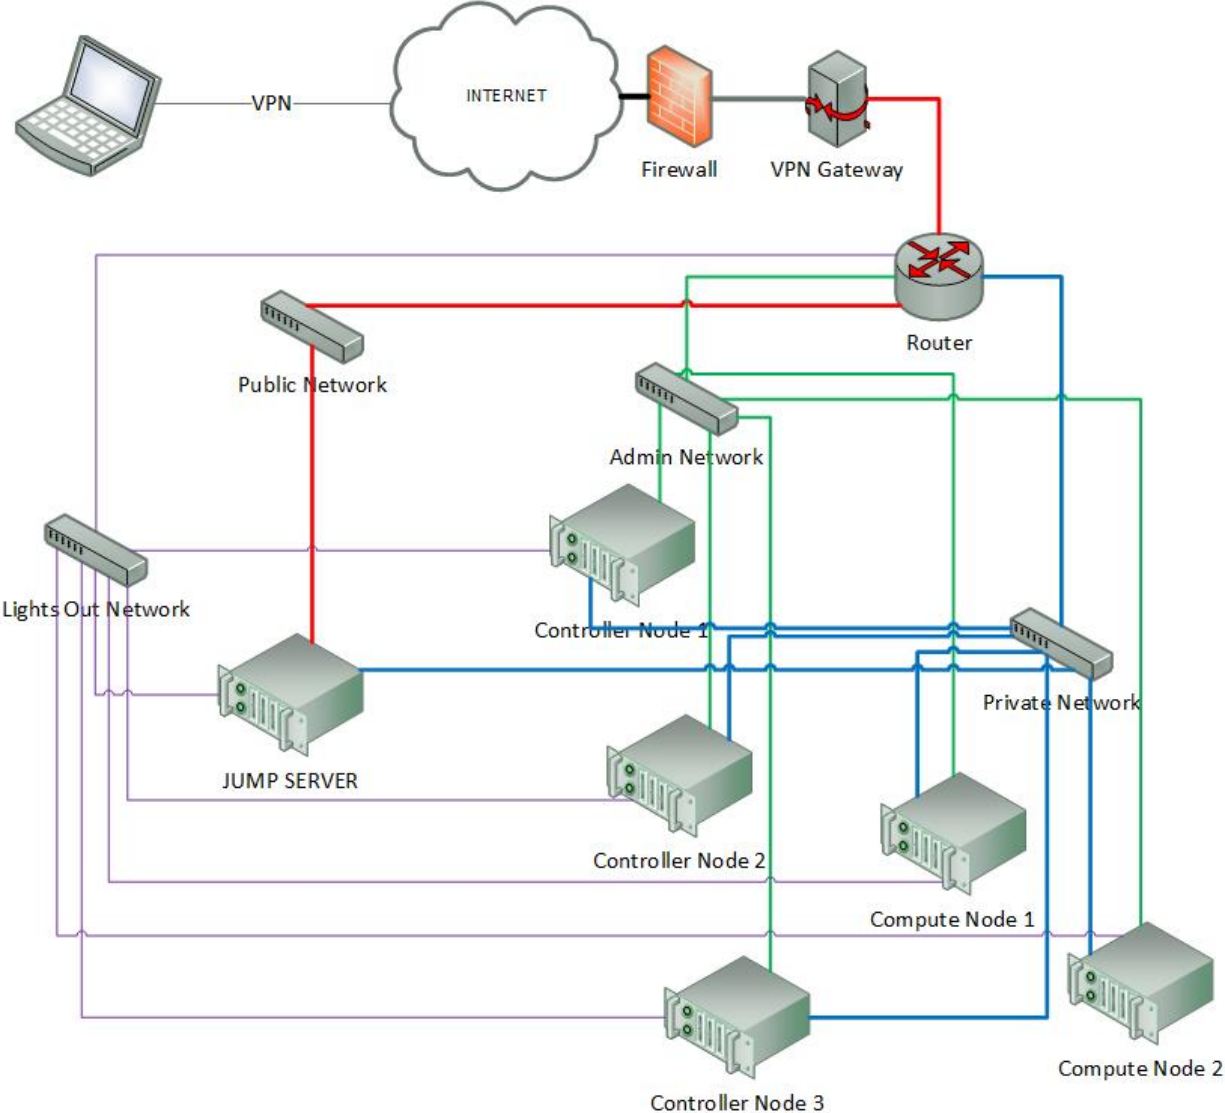 VPN
INTERNET
Firewall
VPN Gateway
Router
Public Network
Admin Network
Lights Out Network
Controller Node 1
Private Network
JUMP SERVER
Controller Node 2
Compute Node 1
Compute Node 2
Controller Node 3